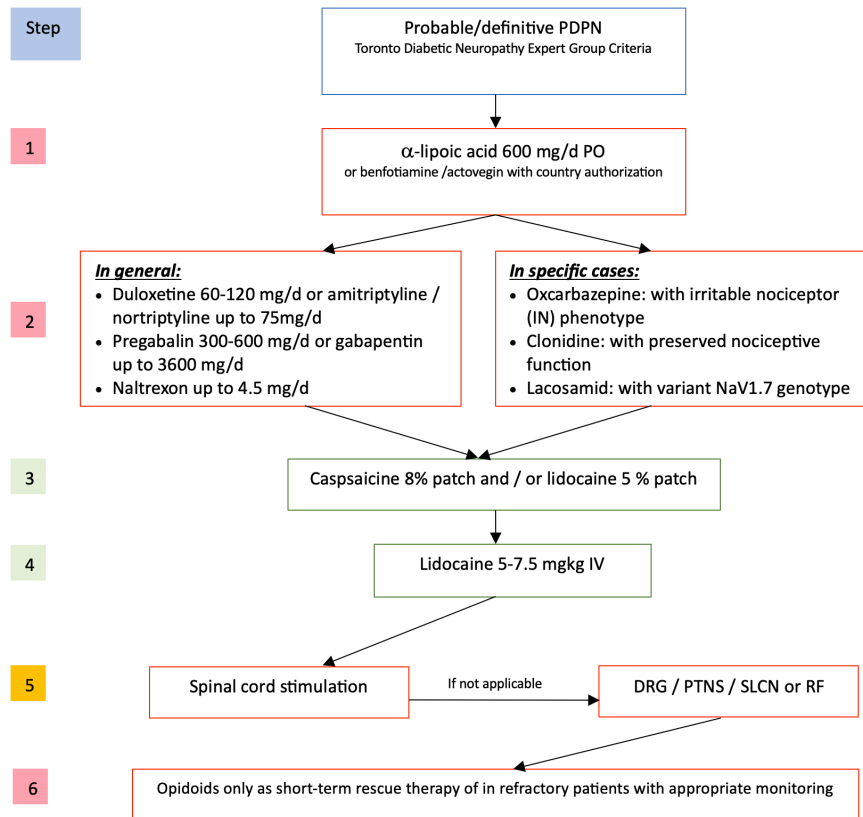 Step
Probable/definitive PDPN
Toronto Diabetic Neuropathy Expert Group Criteria
1
α-lipoic acid 600 mg/d PO
or benfotiamine /actovegin with country authorization
2
In general:
• Duloxetine 60-120 mg/d or amitriptyline /
nortriptyline up to 75mg/d
• Pregabalin 300-600 mg/d or gabapentin
up to 3600 mg/d
• Naltrexon up to 4.5 mg/d
In specific cases:
• Oxcarbazepine: with irritable nociceptor
(IN) phenotype
• Clonidine: with preserved nociceptive
function
• Lacosamid: with variant NaV1.7 genotype
3
Caspsaicine 8% patch and / or lidocaine 5 % patch
4
Lidocaine 5-7.5 mgkg IV
5
Spinal cord stimulation
If not applicable
DRG / PTNS / SLCN or RF
6
Opidoids only as short-term rescue therapy of in refractory patients with appropriate monitoring